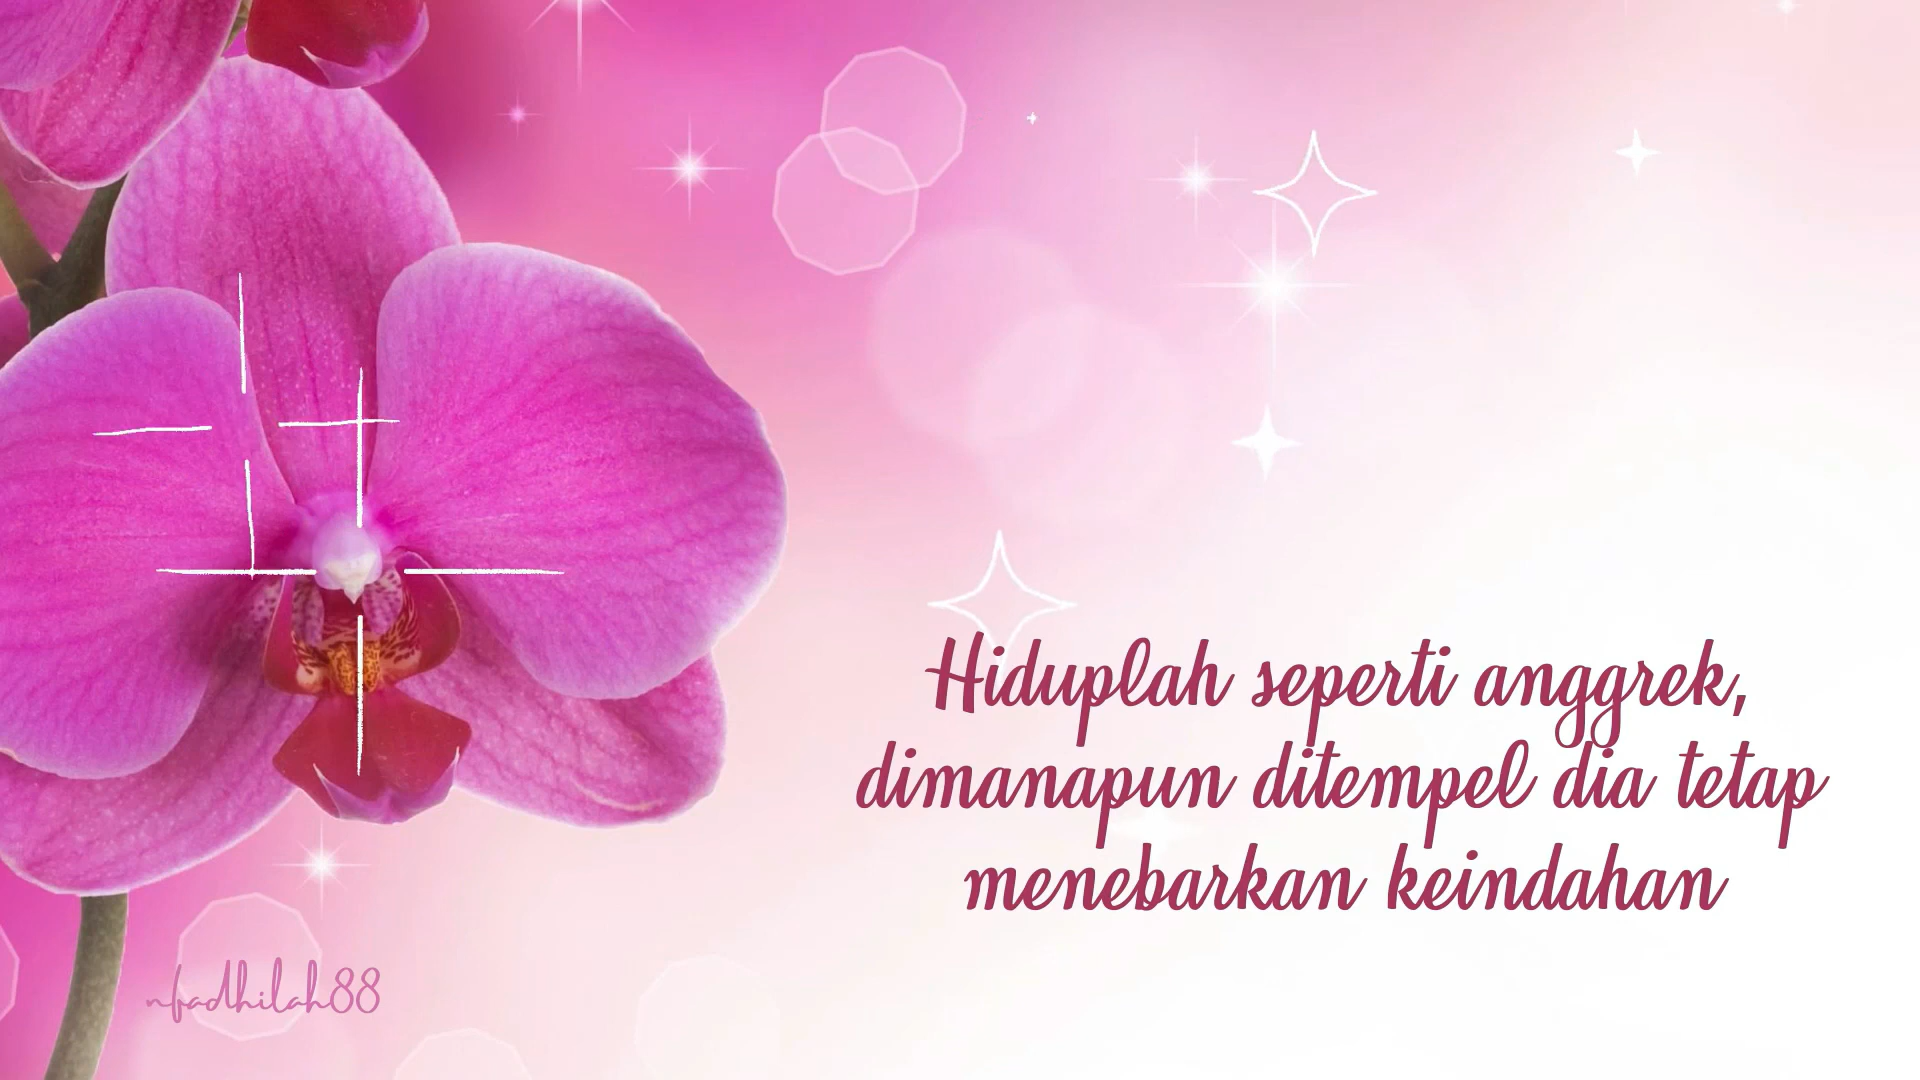 Hiduplah seperti anggrek,
dimanapun ditempel dia tetap
menebarkan keindahan
nfadhilah88